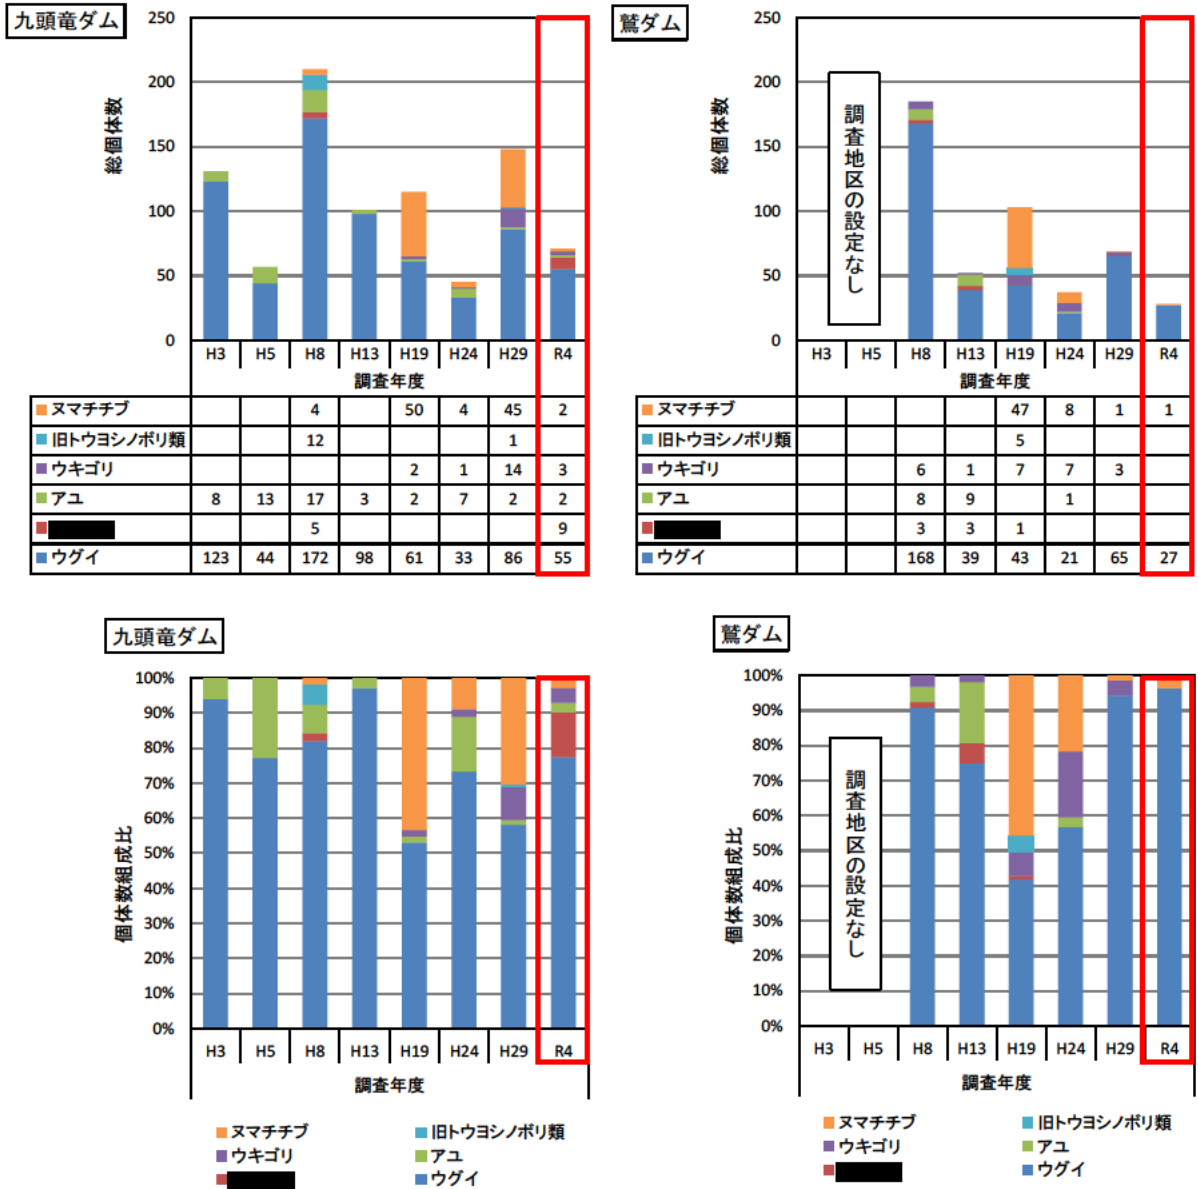 九頭竜ダム
総個体数
250
200
150
100
50
0
H3 H5 H8 H13 H19 H24 H29 R4
調査年度
ヌマチチブ 4 50 4 45 2
旧トウヨシノボリ類 12 1
ウキゴリ 2 1 14 3
アユ 8 13 17 3 2 7 2 2
5 9
ウグイ 123 44 172 98 61 33 86 55
鷲ダム
総個体数
250
200
150
100
50
0
調査地区の設定なし
H3 H5 H8 H13 H19 H24 H29 R4
調査年度
ヌマチチブ 47 8 1 1
旧トウヨシノボリ類 5
ウキゴリ 6 1 7 7 3
アユ 8 9 1
3 3 1
ウグイ 168 39 43 21 65 27
九頭竜ダム
個体数組成比
100%
90%
80%
70%
60%
50%
40%
30%
20%
10%
0%
H3 H5 H8 H13 H19 H24 H29 R4
調査年度
ヌマチチブ 旧トウヨシノボリ類
ウキゴリ アユ
ウグイ
鷲ダム
個体数組成比
100%
90%
80%
70%
60%
50%
40%
30%
20%
10%
0%
調査地区の設定なし
H3 H5 H8 H13 H19 H24 H29 R4
調査年度
ヌマチチブ 旧トウヨシノボリ類
ウキゴリ アユ
ウグイ